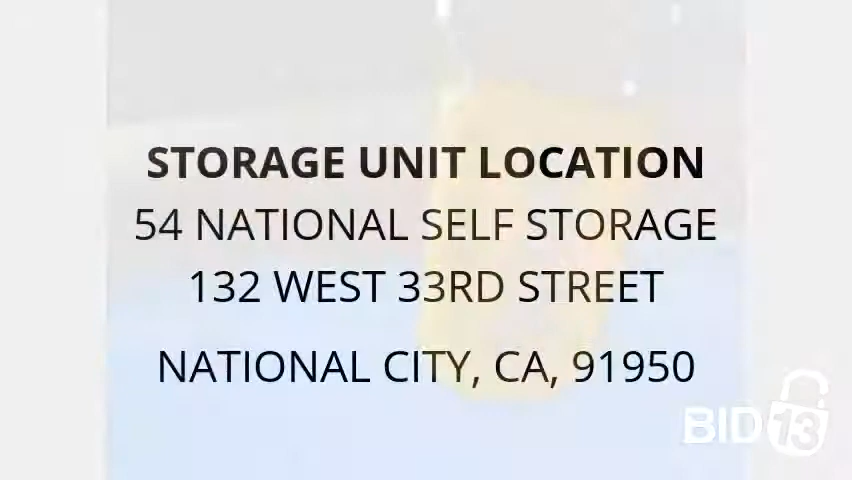 STORAGE UNIT LOCATION
54 NATIONAL SELF STORAGE
132 WEST 33RD STREET
NATIONAL CITY, CA, 91950
BID13